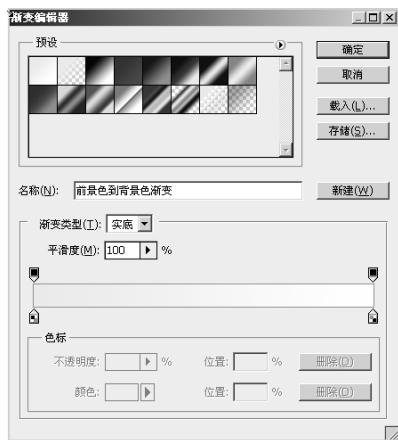 渐变编辑器
预设
确定
取消
载入(L)...
存储(S)...
名称(N): 前景色到背景色渐变 新建(W)
渐变类型(T): 实底
平滑度(M): 100 %
色标
不透明度: % 位置: % 删除(D)
颜色: 位置: % 删除(D)